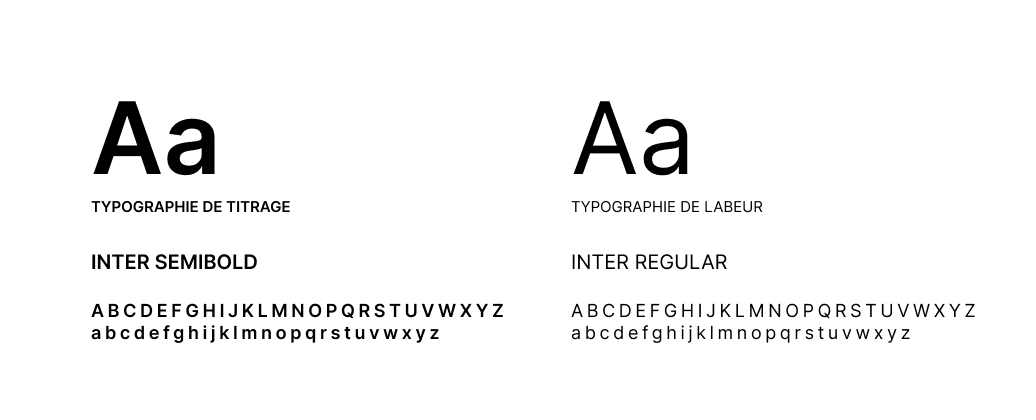 Aa
TYPOGRAPHIE DE TITRAGE
INTER SEMIBOLD
A B C D E F G H I J K L M N O P Q R S T U V W X Y Z
a b c d e f g h i j k l m n o p q r s t u v w x y z
Aa
TYPOGRAPHIE DE LABEUR
INTER REGULAR
A B C D E F G H I J K L M N O P Q R S T U V W X Y Z
a b c d e f g h i j k l m n o p q r s t u v w x y z